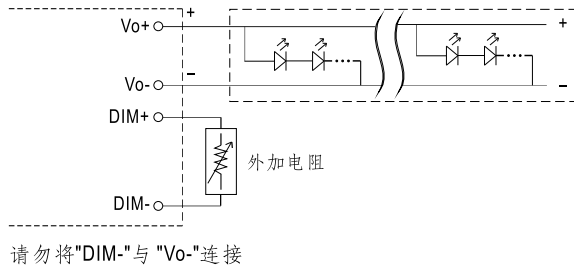 Vo+
+
+
Vo-
-
-
DIM+
外加电阻
DIM-
请勿将"DIM-"与 "Vo-"连接